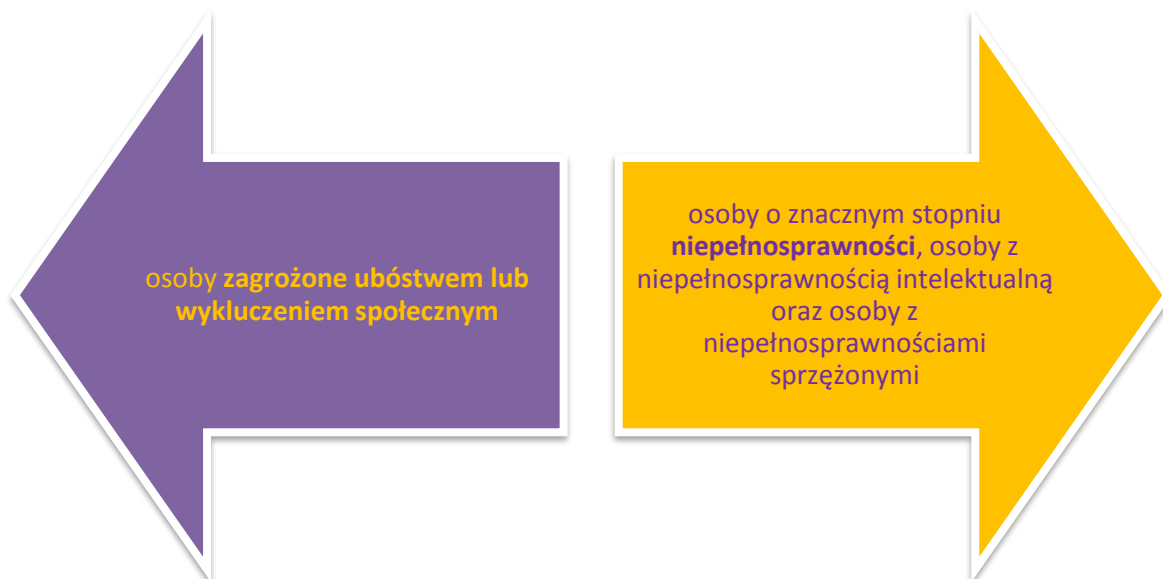 osoby zagrożone ubóstwem lub
wykluczeniem społecznym
osoby o znacznym stopniu
niepełnosprawności, osoby z
niepełnosprawnością intelektualną
oraz osoby z
niepełnosprawnościami
sprzężonymi